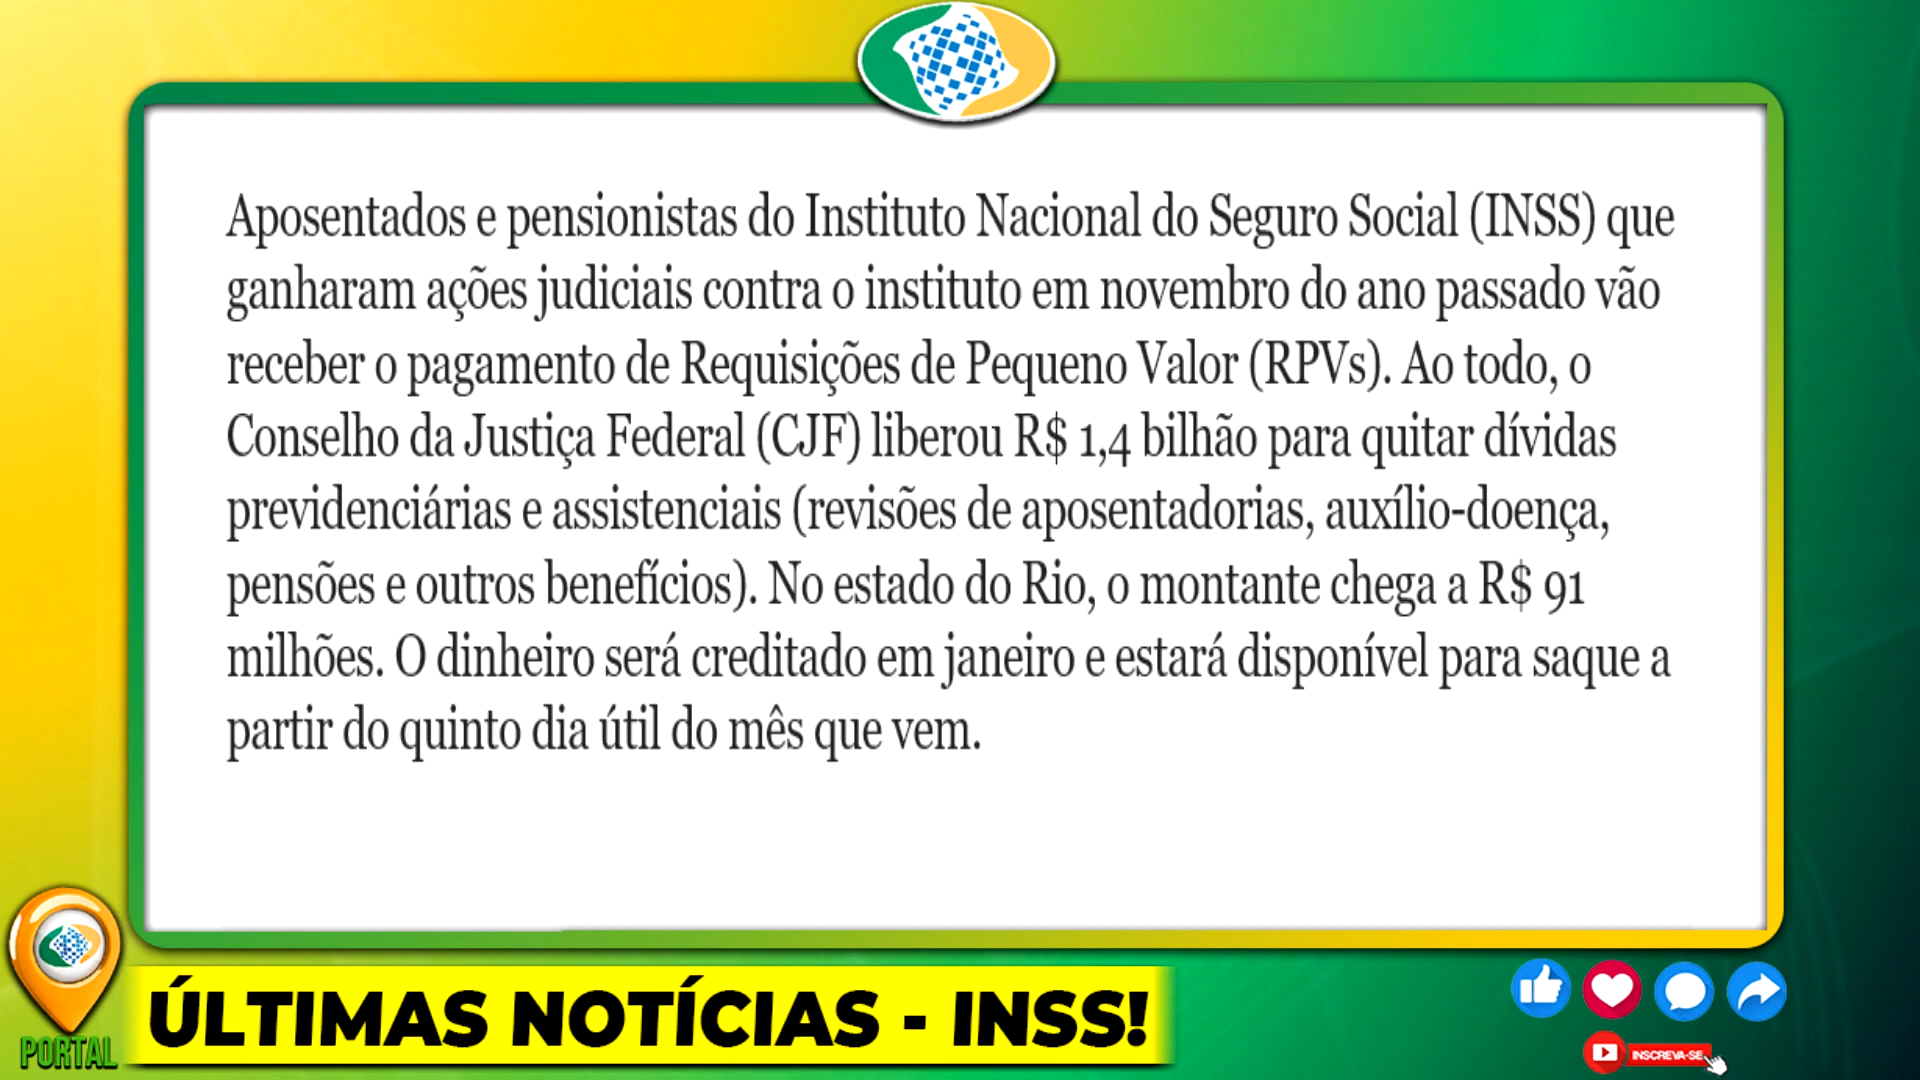 Aposentados e pensionistas do Instituto Nacional do Seguro Social (INSS) que
ganharam ações judiciais contra o instituto em novembro do ano passado vão
receber o pagamento de Requisições de Pequeno Valor (RPVs). Ao todo, o
Conselho da Justiça Federal (CJF) liberou R$ 1,4 bilhão para quitar dívidas
previdenciárias e assistenciais (revisões de aposentadorias, auxílio-doença,
pensões e outros benefícios). No estado do Rio, o montante chega a R$ 91
milhões. O dinheiro será creditado em janeiro e estará disponível para saque a
partir do quinto dia útil do mês que vem.
ÚLTIMAS NOTÍCIAS - INSS!
PORTAL
INSCREVA-SE